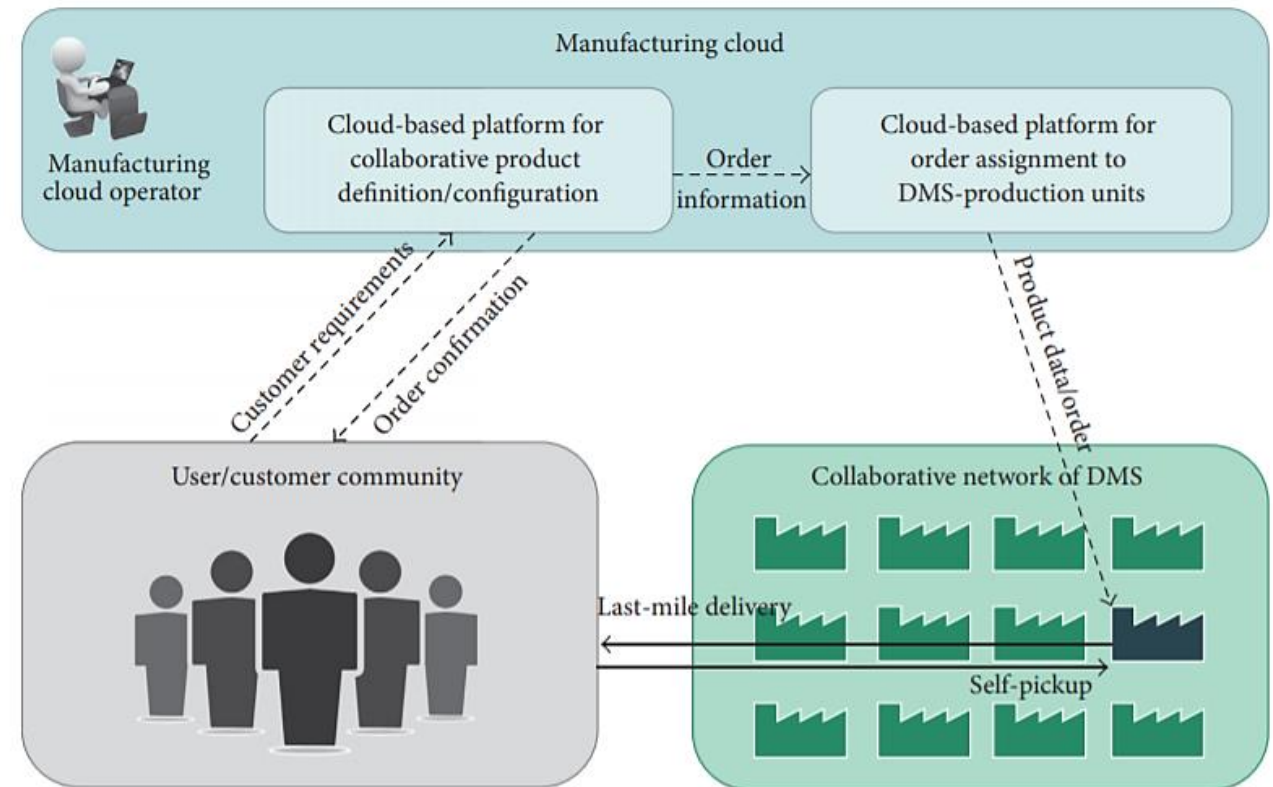 Manufacturing cloud
Manufacturing
cloud operator
Cloud-based platform for
collaborative product
definition/configuration
Order
information
Cloud-based platform for
order assignment to
DMS-production units
Customer requirements
Order confirmation
Product data/order
User/customer community
Collaborative network of DMS
Last-mile delivery
Self-pickup